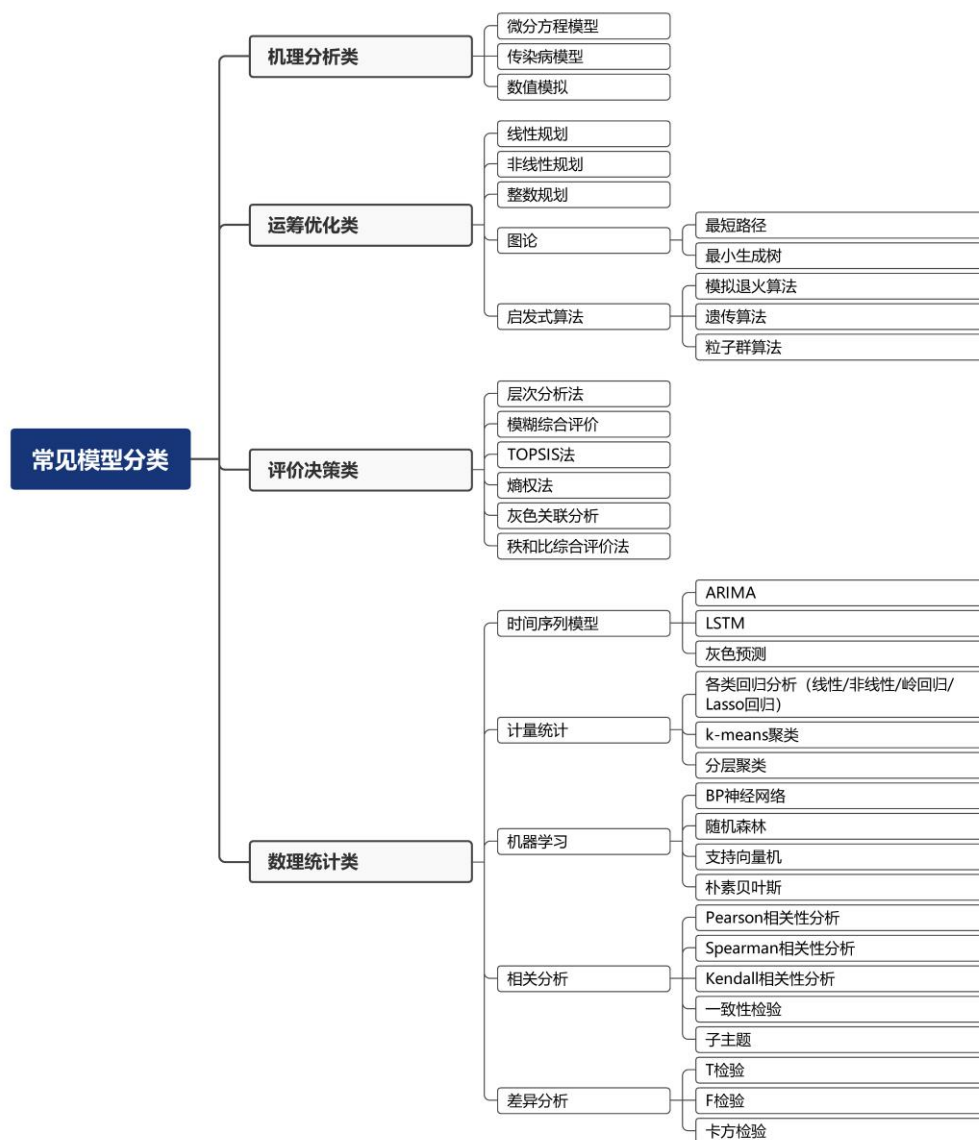 常见模型分类
机理分析类
微分方程模型
传染病模型
数值模拟
运筹优化类
线性规划
非线性规划
整数规划
图论
最短路径
最小生成树
启发式算法
模拟退火算法
遗传算法
粒子群算法
评价决策类
层次分析法
模糊综合评价
TOPSIS法
熵权法
灰色关联分析
秩和比综合评价法
数理统计类
时间序列模型
ARIMA
LSTM
灰色预测
计量统计
各类回归分析（线性/非线性/岭回归/
Lasso回归）
k-means聚类
分层聚类
机器学习
BP神经网络
随机森林
支持向量机
朴素贝叶斯
相关分析
Pearson相关性分析
Spearman相关性分析
Kendall相关性分析
一致性检验
子主题
差异分析
T检验
F检验
卡方检验